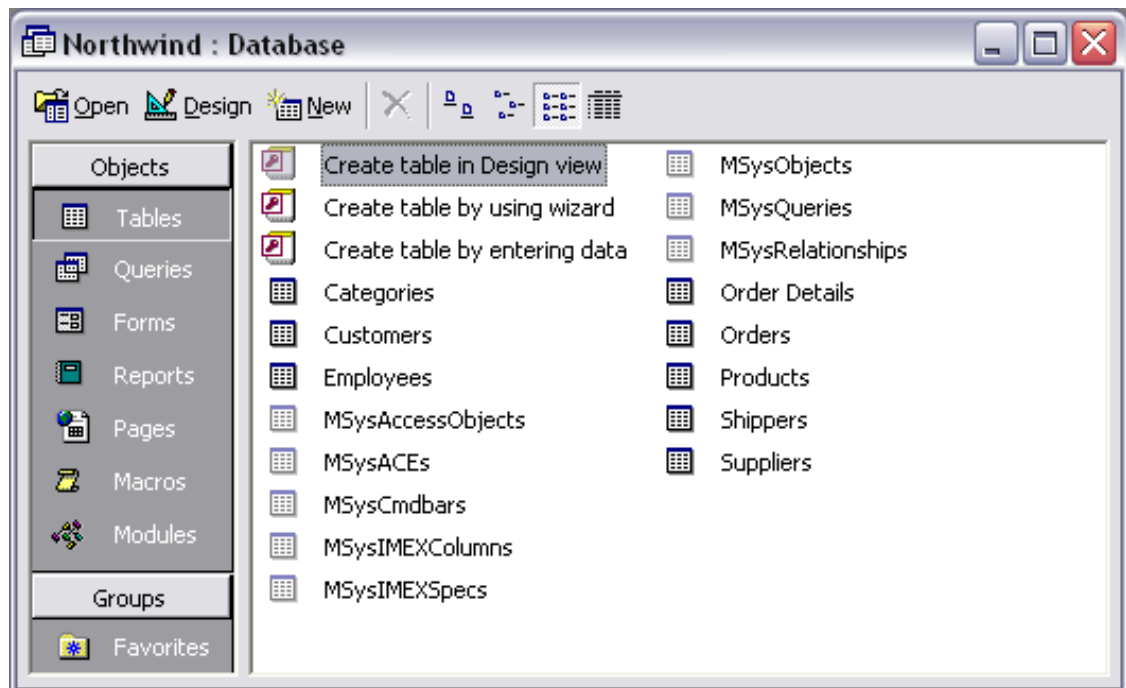 Northwind : Database
Open Design New
Objects
Tables
Queries
Forms
Reports
Pages
Macros
Modules
Groups
Favorites
Create table in Design view
Create table by using wizard
Create table by entering data
Categories
Customers
Employees
MSysAccessObjects
MSysACEs
MSysCmdbars
MSysIMEXColumns
MSysIMEXSpecs
MSysObjects
MSysQueries
MSysRelationships
Order Details
Orders
Products
Shippers
Suppliers